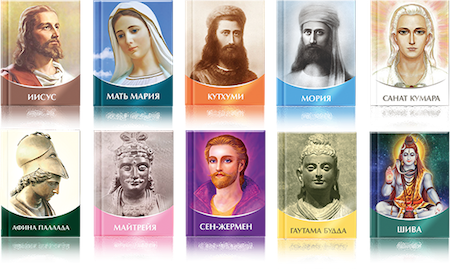 ИИСУС
МАТЬ МАРИЯ
КУТХУМИ
МОРИЯ
САНАТ КУМАРА
АФИНА ПАЛЛАДА
МАЙТРЕЙЯ
СЕН-ЖЕРМЕН
ГАУТАМА БУДДА
ШИВА